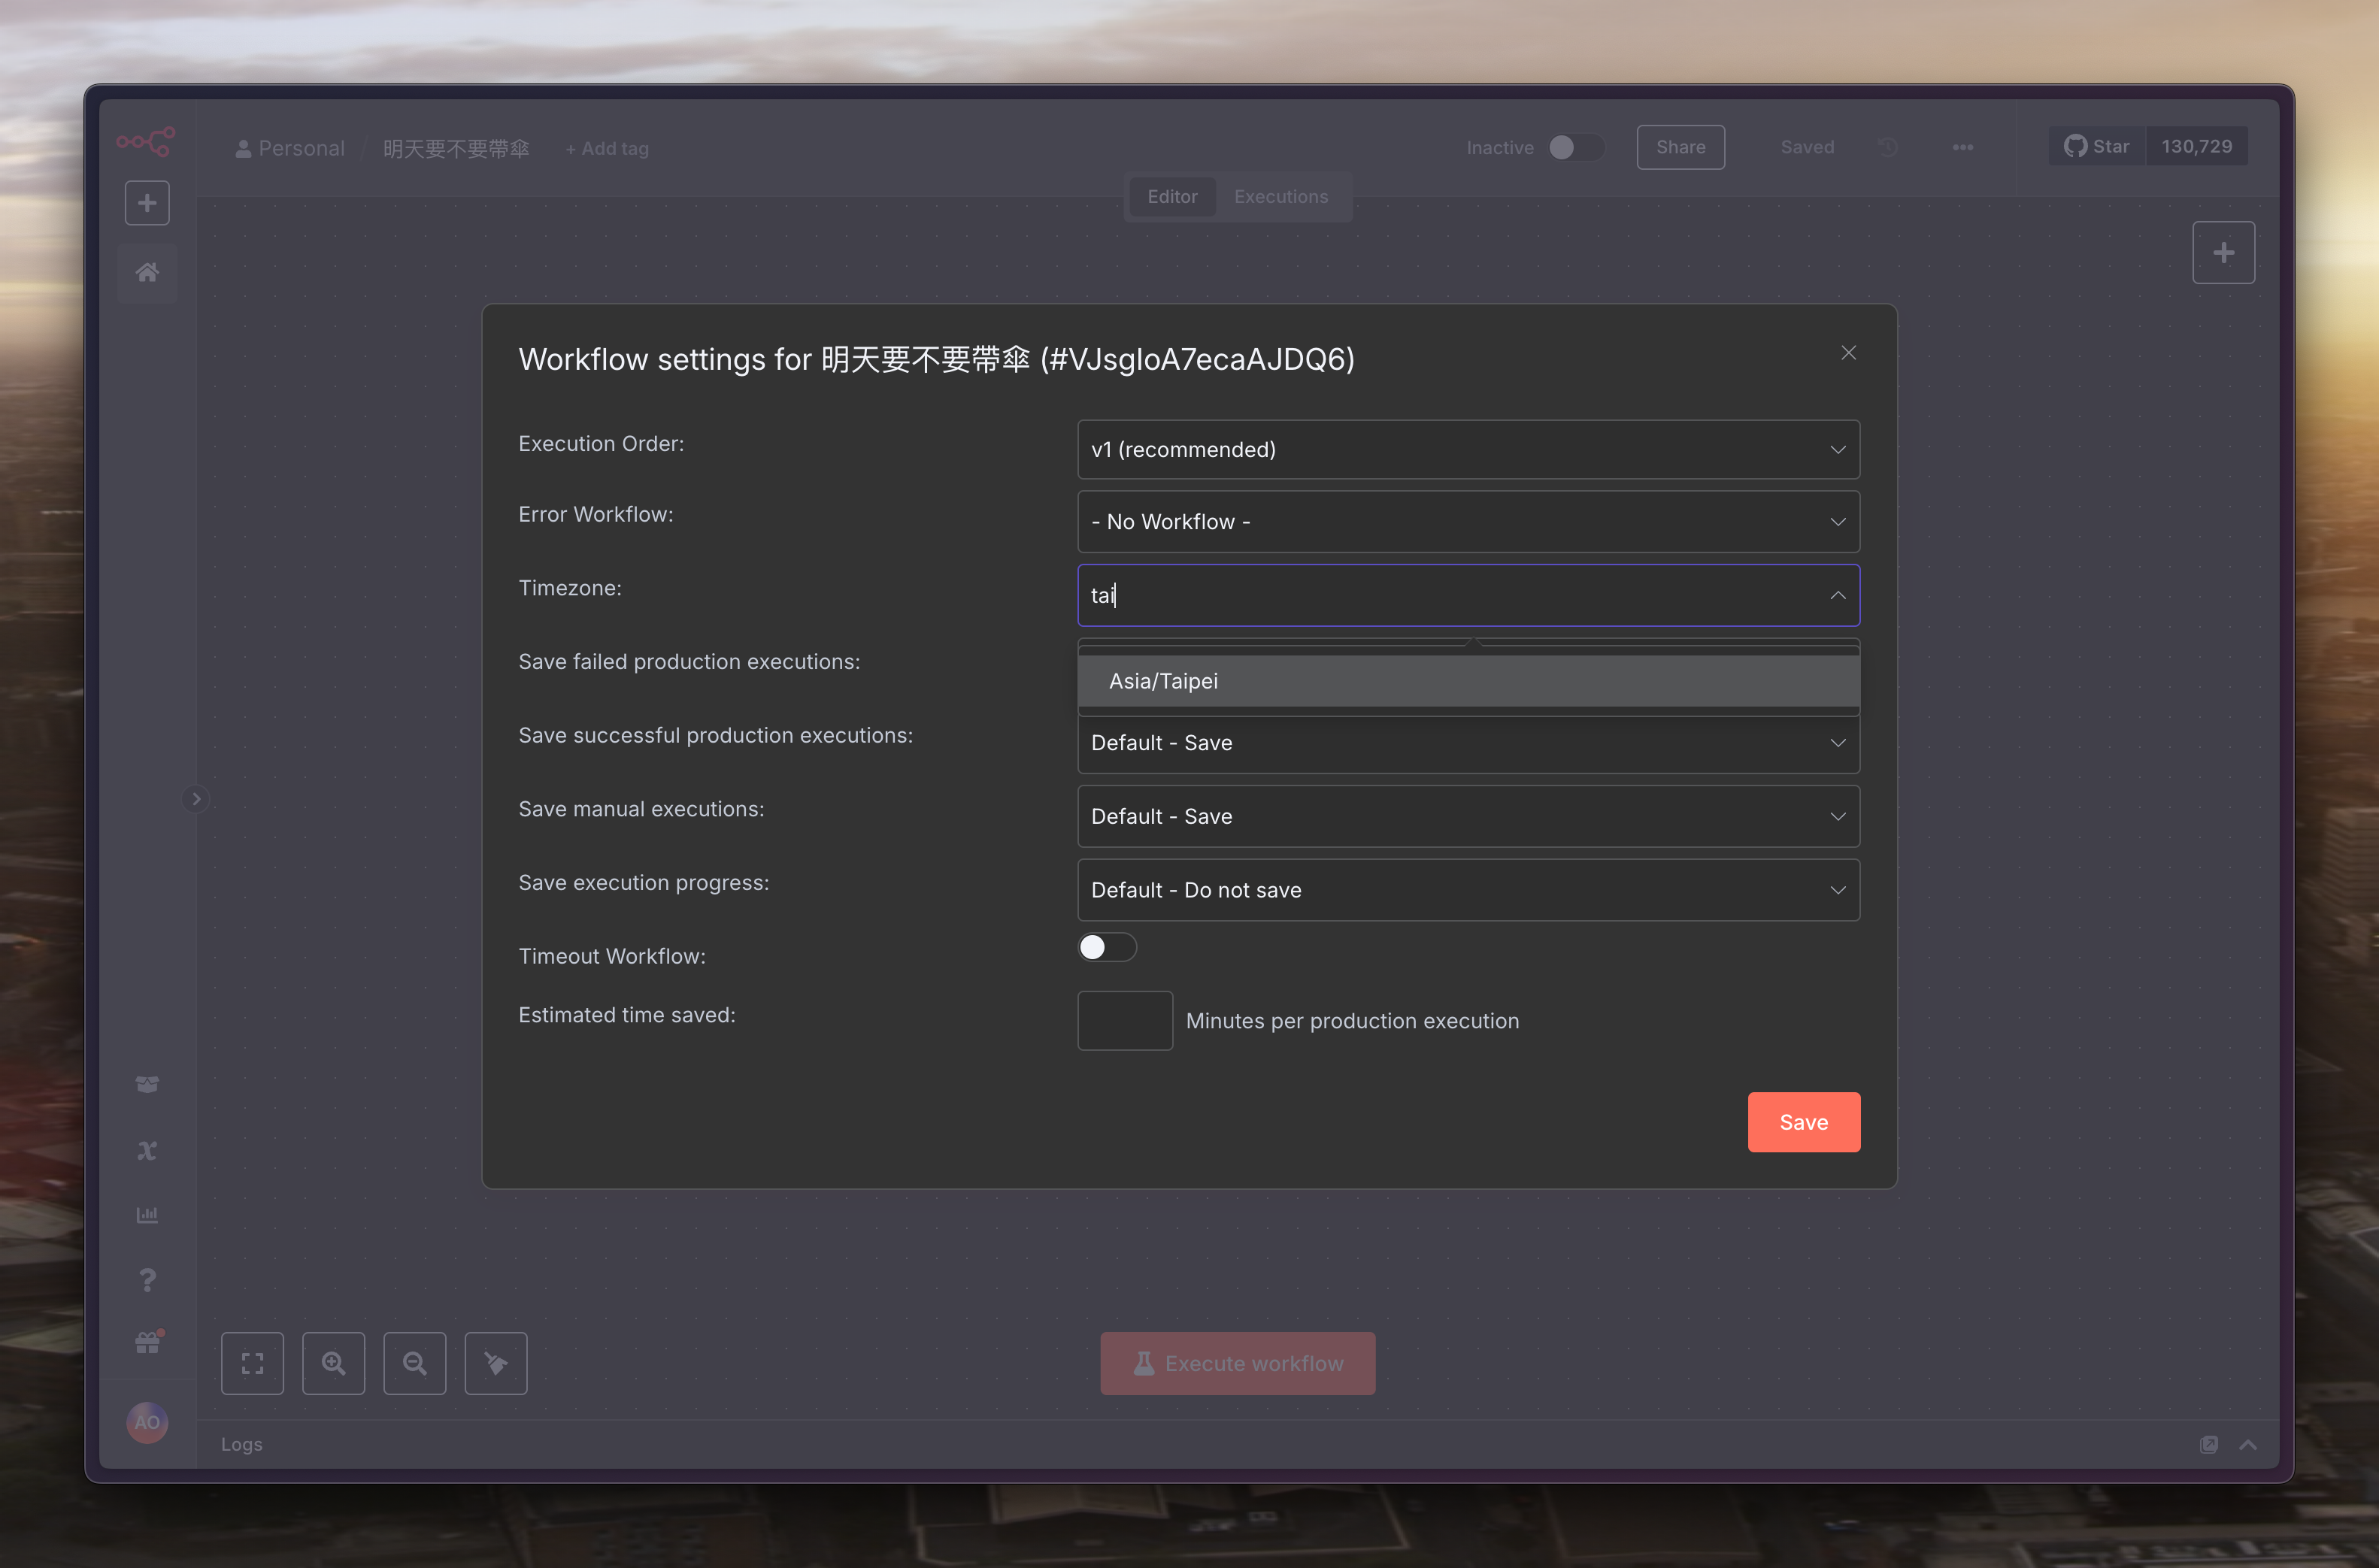 Personal / 明天要不要帶傘 + Add tag Inactive Share Saved ••• Star 130,729
Editor Executions
Workflow settings for 明天要不要帶傘 (#VJsgIoA7ecaAJDQ6)
Execution Order: v1 (recommended)
Error Workflow: - No Workflow -
Timezone: tai
Save failed production executions:
Asia/Taipei
Save successful production executions: Default - Save
Save manual executions: Default - Save
Save execution progress: Default - Do not save
Timeout Workflow:
Estimated time saved: Minutes per production execution
Save
Execute workflow
AO
Logs